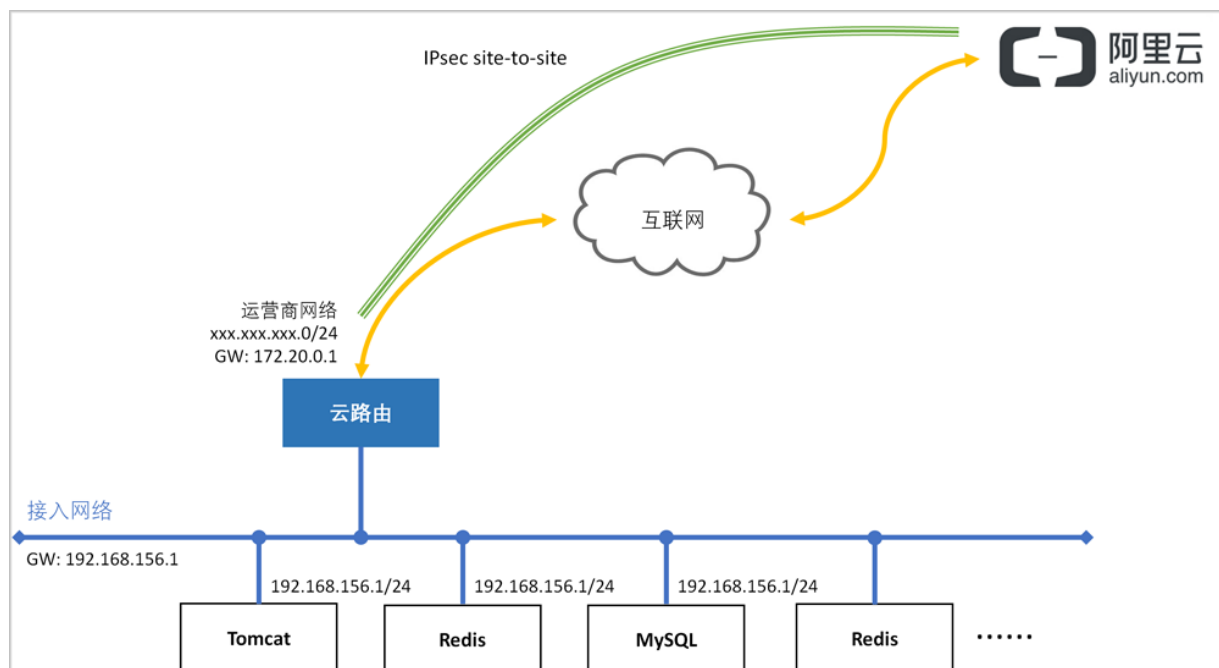 IPsec site-to-site
阿里云
aliyun.com
互联网
运营商网络
xxx.xxx.xxx.0/24
GW: 172.20.0.1
云路由
接入网络
GW: 192.168.156.1
192.168.156.1/24
192.168.156.1/24
192.168.156.1/24
Tomcat
Redis
MySQL
Redis
······